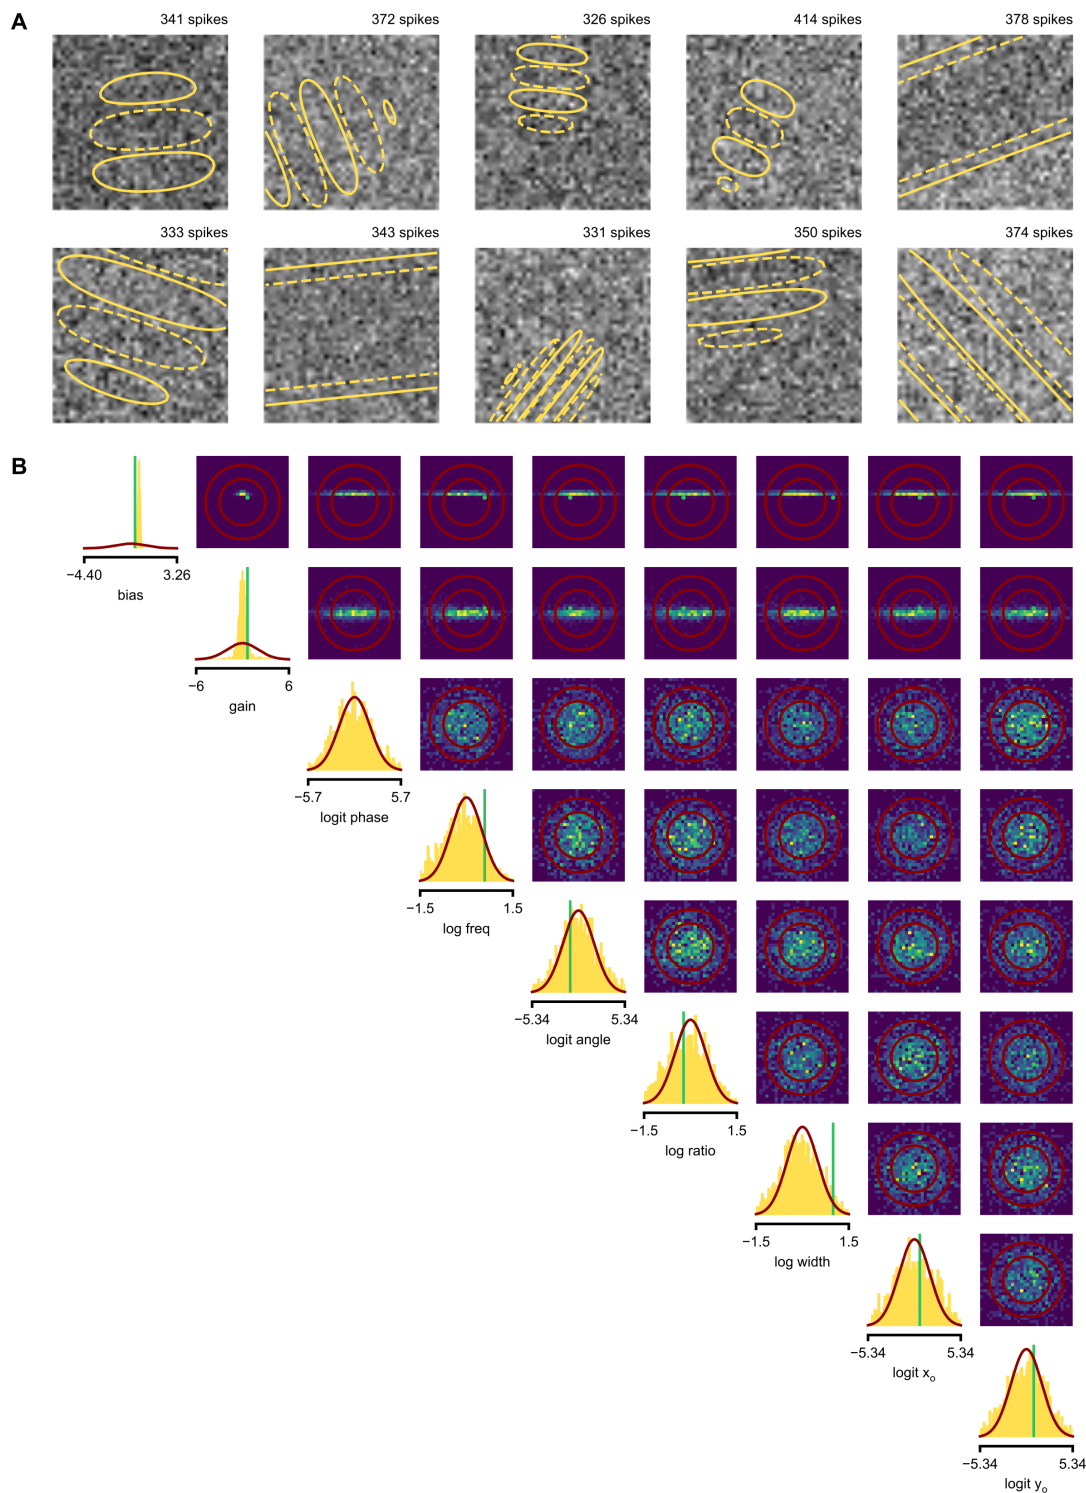 A
341 spikes
372 spikes
326 spikes
414 spikes
378 spikes
333 spikes
343 spikes
331 spikes
350 spikes
374 spikes
B
−4.40 3.26
bias
−6 6
gain
−5.7 5.7
logit phase
−1.5 1.5
log freq
−5.34 5.34
logit angle
−1.5 1.5
log ratio
−1.5 1.5
log width
−5.34 5.34
logit xₒ
−5.34 5.34
logit yₒ